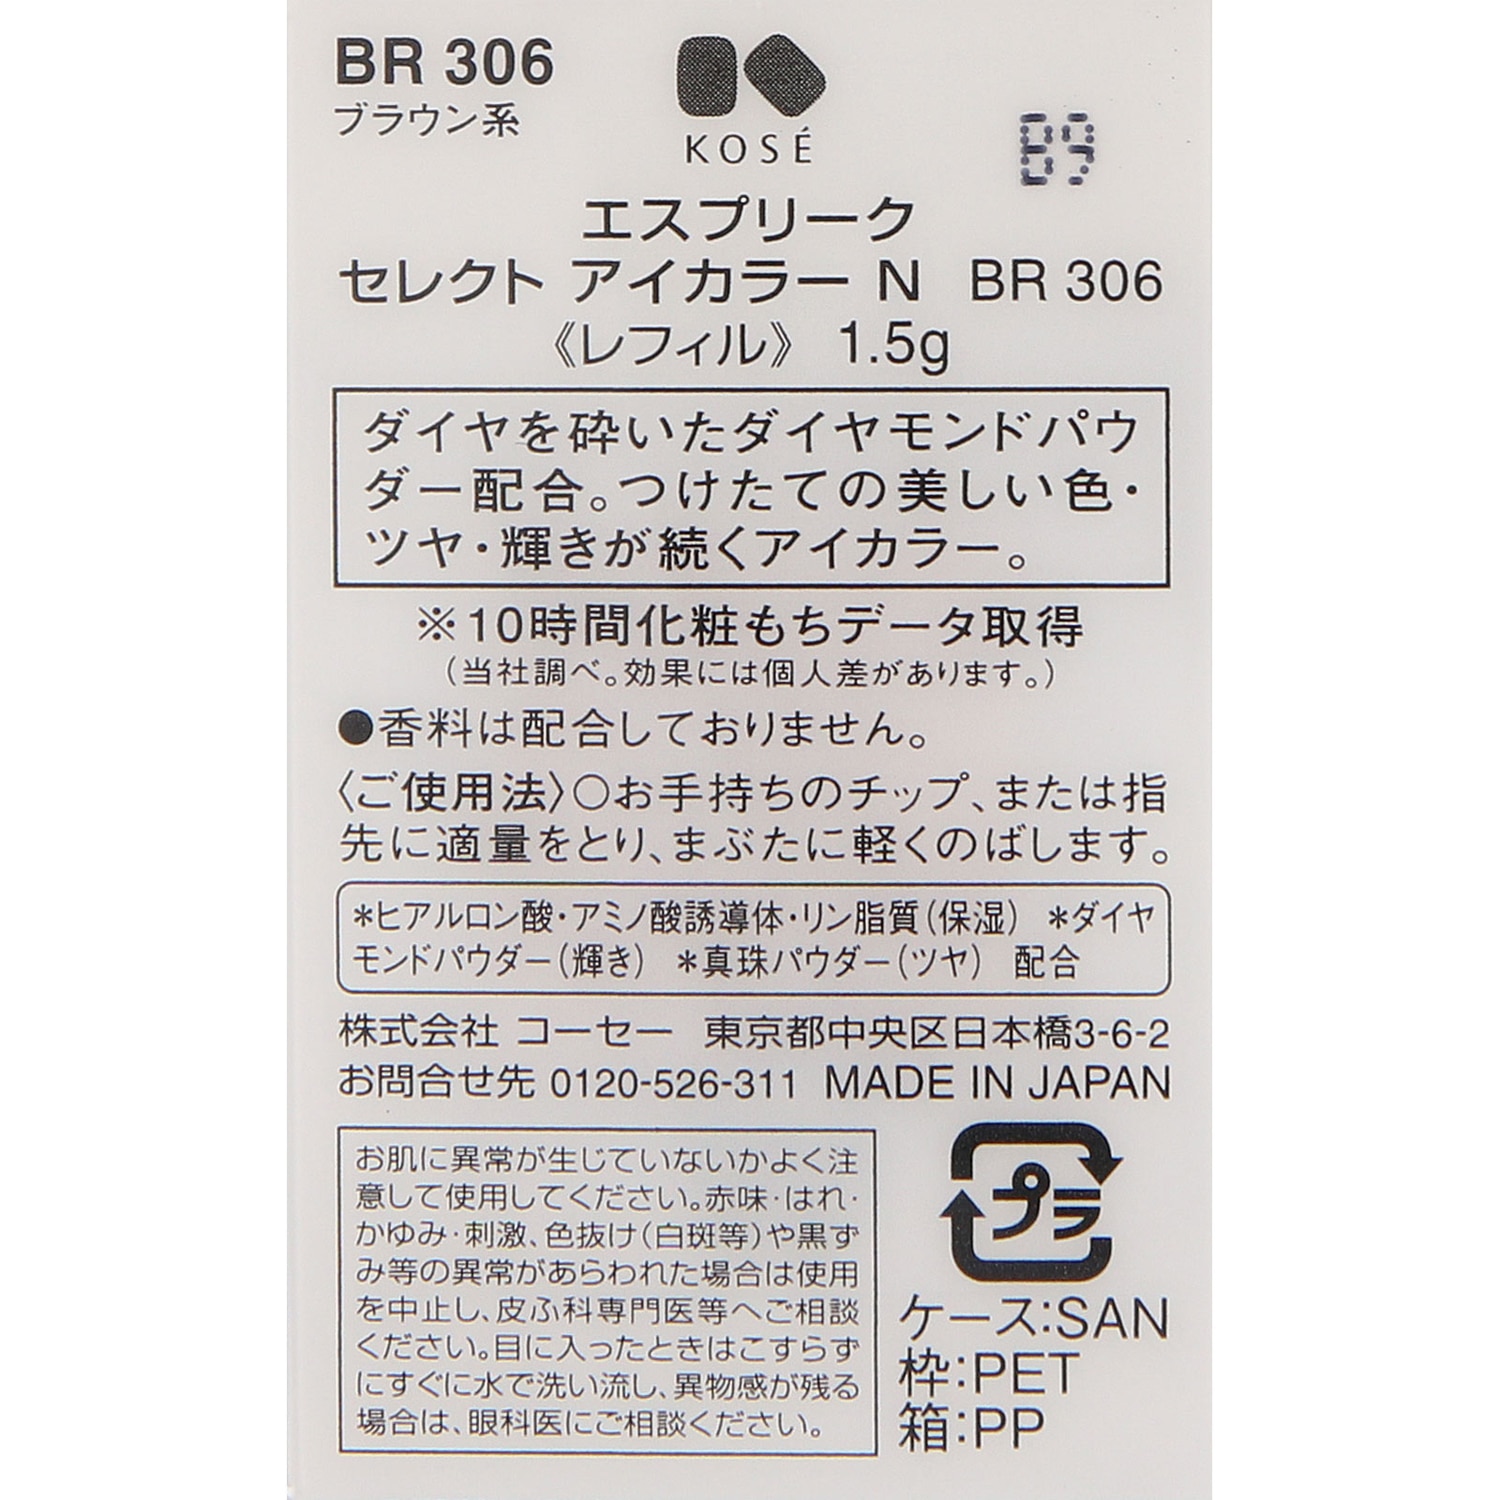 BR 306
ブラウン系
KOSÉ
B9
エスプリーク
セレクト アイカラー N BR 306
《レフィル》 1.5g
ダイヤを砕いたダイヤモンドパウ
ダー配合。つけたての美しい色・
ツヤ・輝きが続くアイカラー。
※10時間化粧もちデータ取得
(当社調べ。効果には個人差があります。)
●香料は配合しておりません。
〈ご使用法〉○お手持ちのチップ、または指
先に適量をとり、まぶたに軽くのばします。
*ヒアルロン酸・アミノ酸誘導体・リン脂質(保湿) *ダイヤ
モンドパウダー(輝き) *真珠パウダー(ツヤ) 配合
株式会社 コーセー 東京都中央区日本橋3-6-2
お問合せ先 0120-526-311 MADE IN JAPAN
お肌に異常が生じていないかよく注
意して使用してください。赤味・はれ・
かゆみ・刺激、色抜け(白斑等)や黒ず
み等の異常があらわれた場合は使用
を中止し、皮ふ科専門医等へご相談
ください。目に入ったときはこすらず
にすぐに水で洗い流し、異物感が残る
場合は、眼科医にご相談ください。
プラ
ケース:SAN
枠:PET
箱:PP